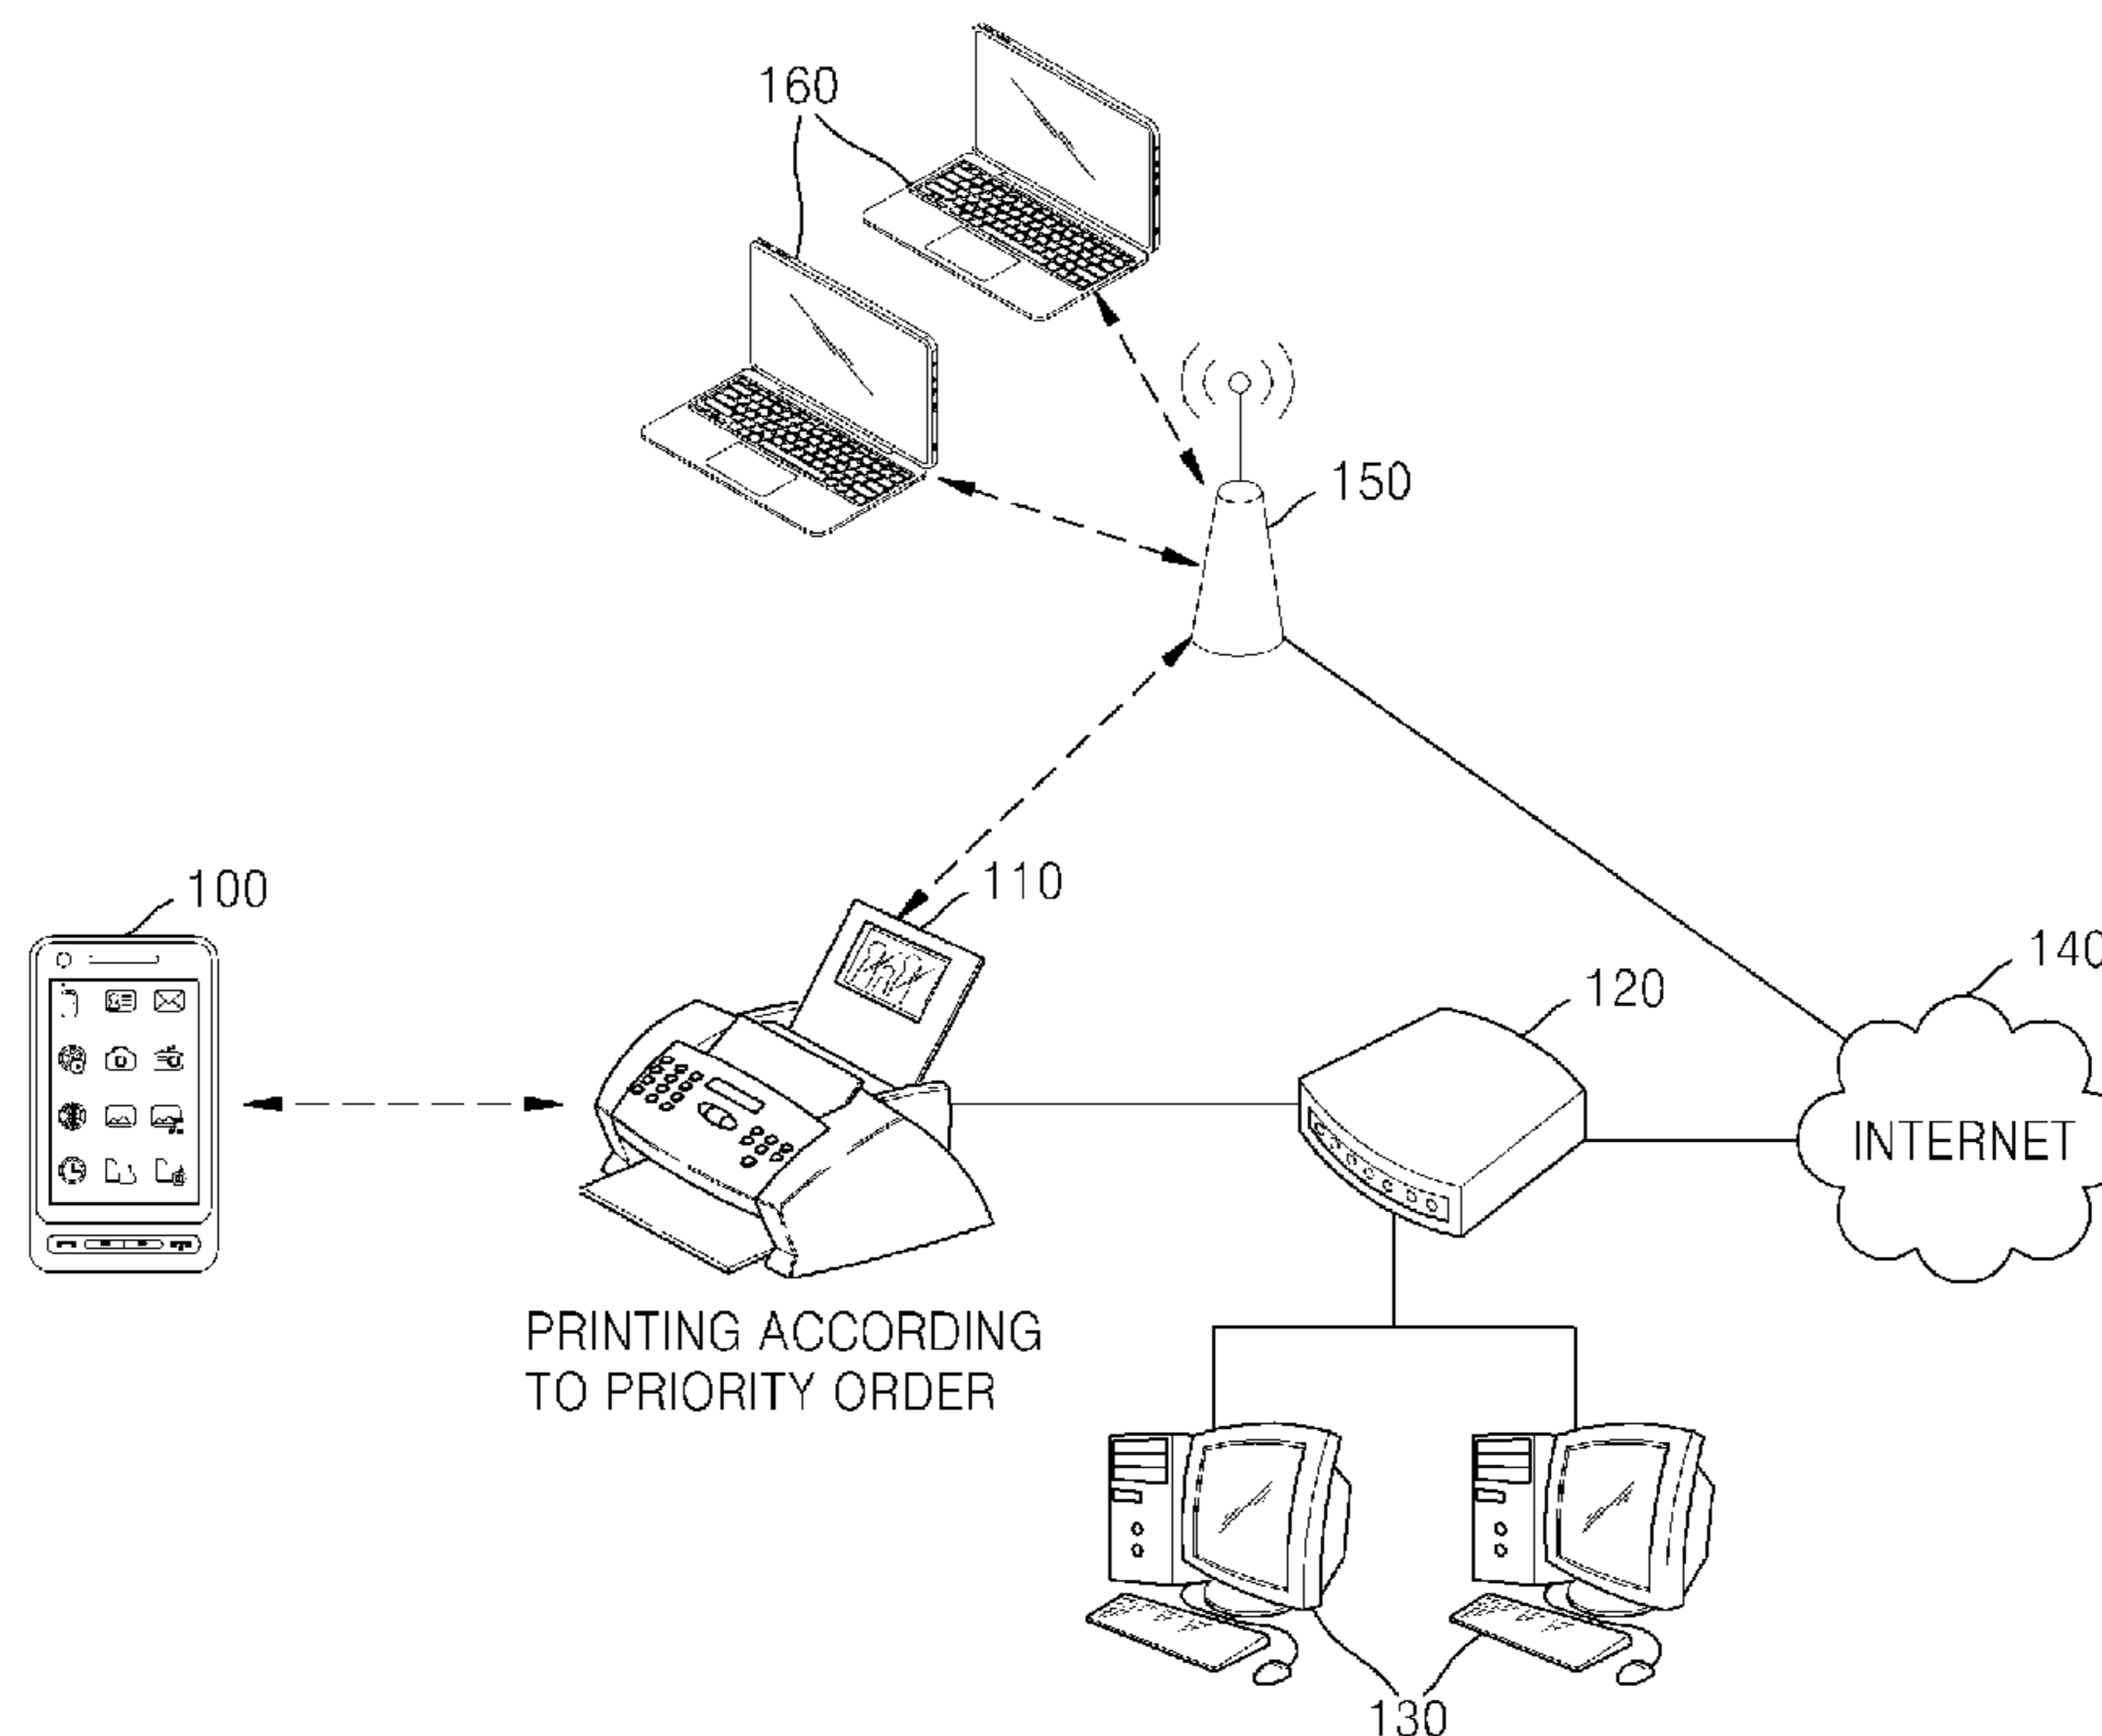 160
150
100
110
140
120
INTERNET
PRINTING ACCORDING
TO PRIORITY ORDER
130